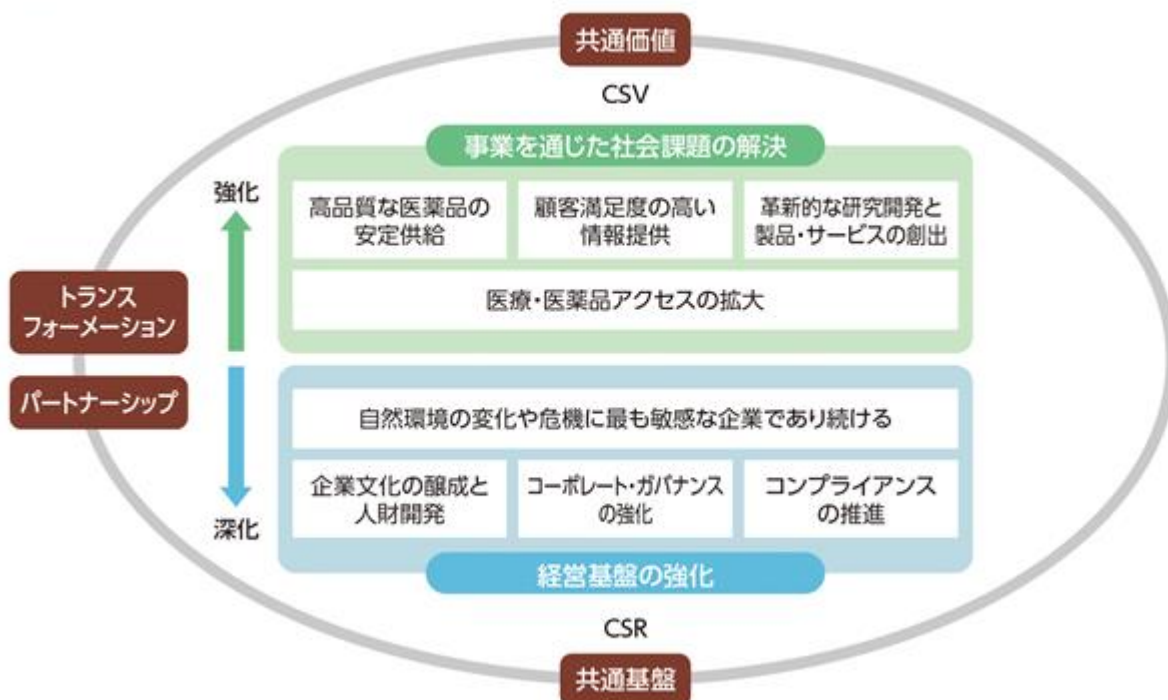 共通価値
CSV
事業を通じた社会課題の解決
強化
高品質な医薬品の
安定供給
顧客満足度の高い
情報提供
革新的な研究開発と
製品・サービスの創出
医療・医薬品アクセスの拡大
トランス
フォーメーション
パートナーシップ
自然環境の変化や危機に最も敏感な企業であり続ける
企業文化の醸成と
人財開発
コーポレート・ガバナンス
の強化
コンプライアンス
の推進
深化
経営基盤の強化
CSR
共通基盤